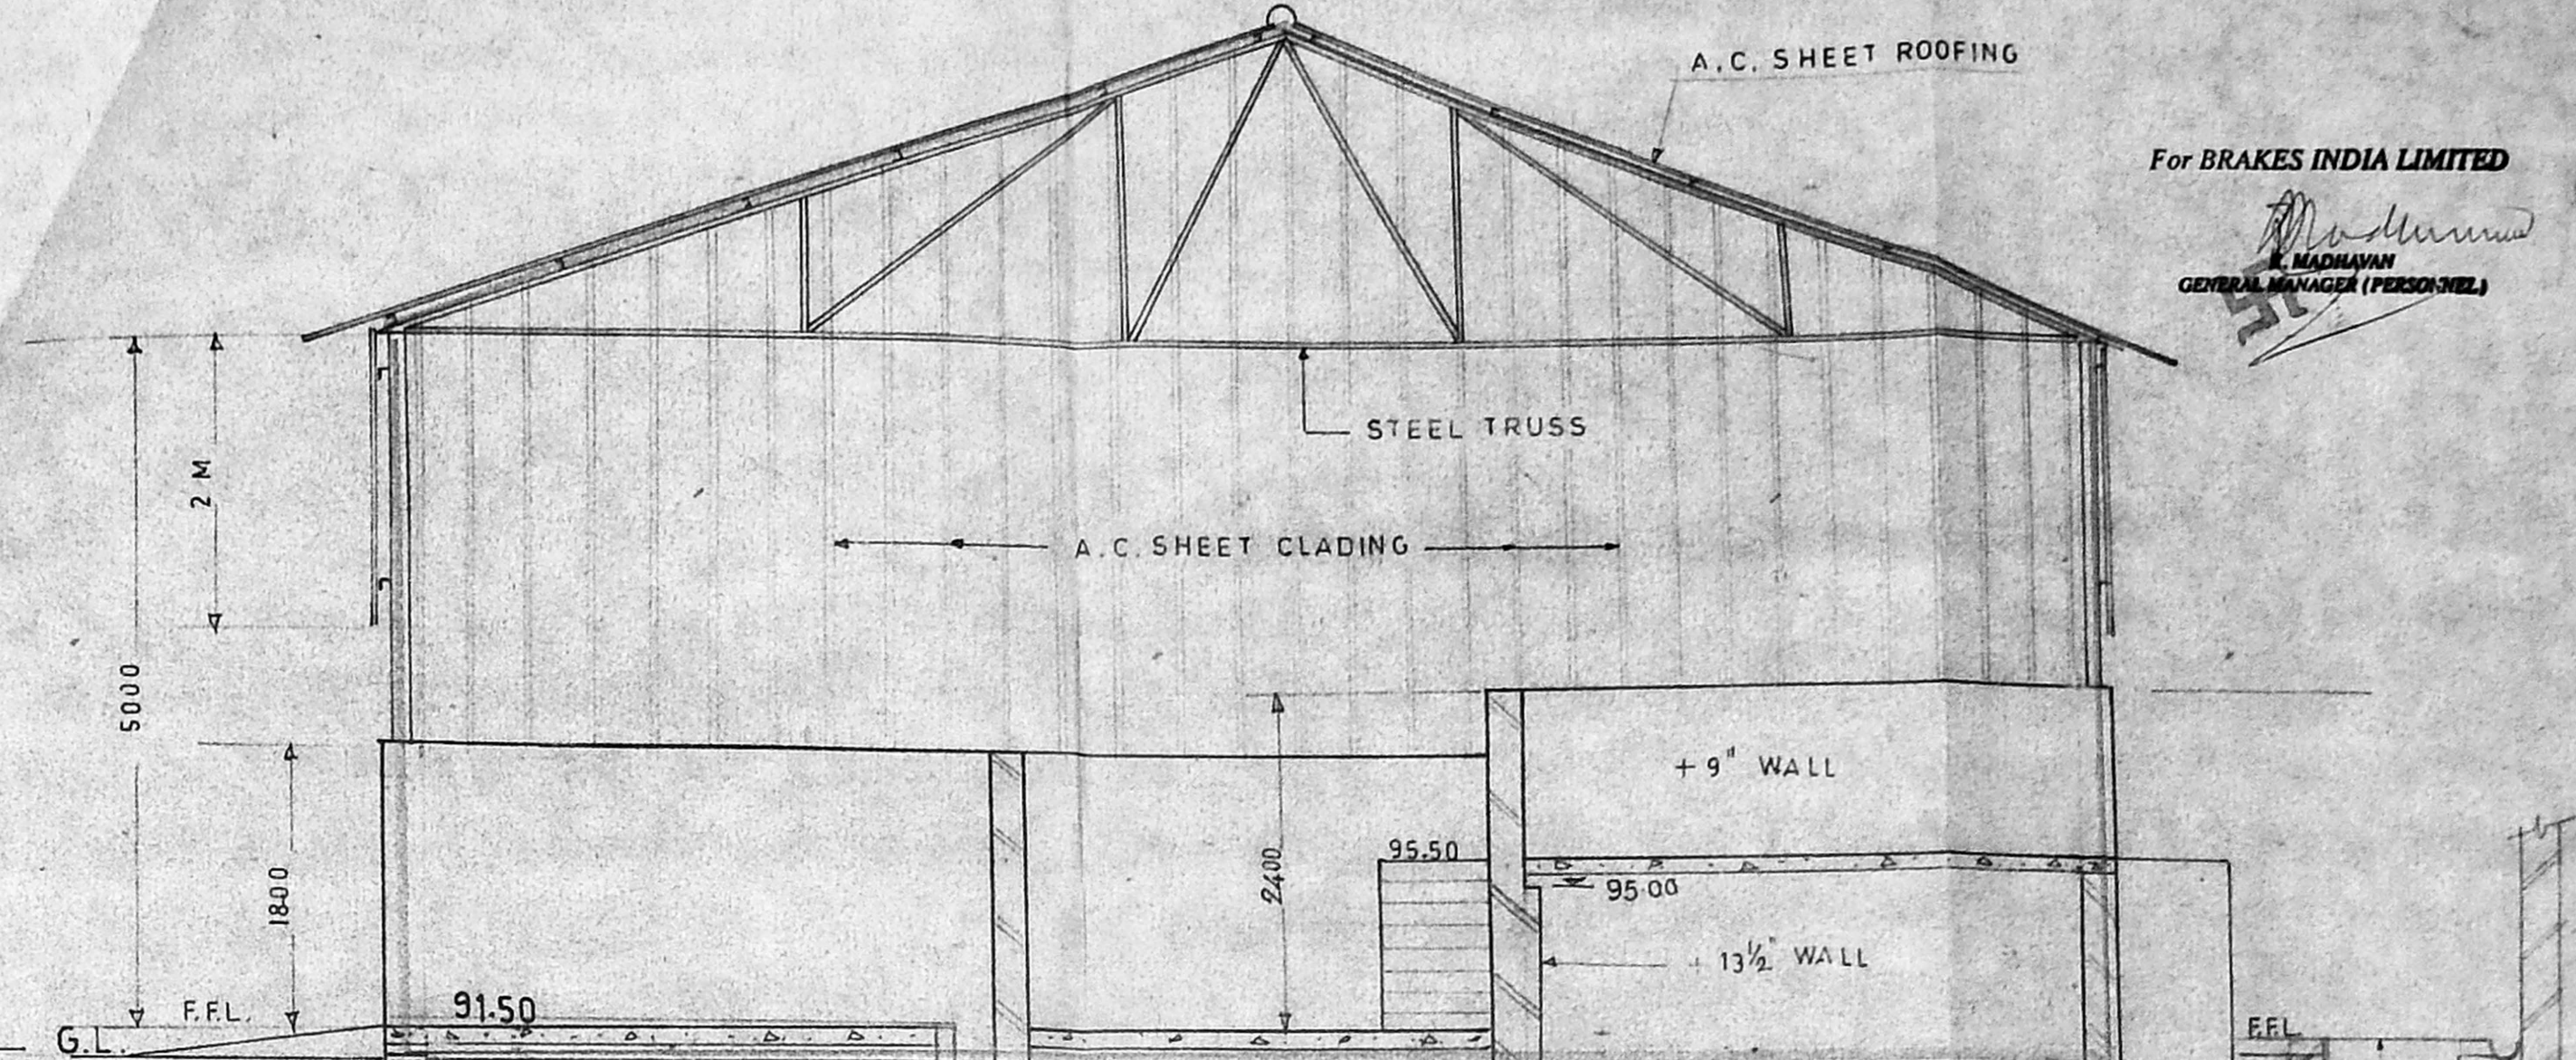 A.C. SHEET ROOFING
For BRAKES INDIA LIMITED
K. MADHAVAN
GENERAL MANAGER (PERSONNEL)
STEEL TRUSS
2 M
A.C. SHEET CLADING
5000
+9" WALL
1800
2400
95.50
95.00
13½" WALL
91.50
F.F.L.
G.L.
F.F.L.